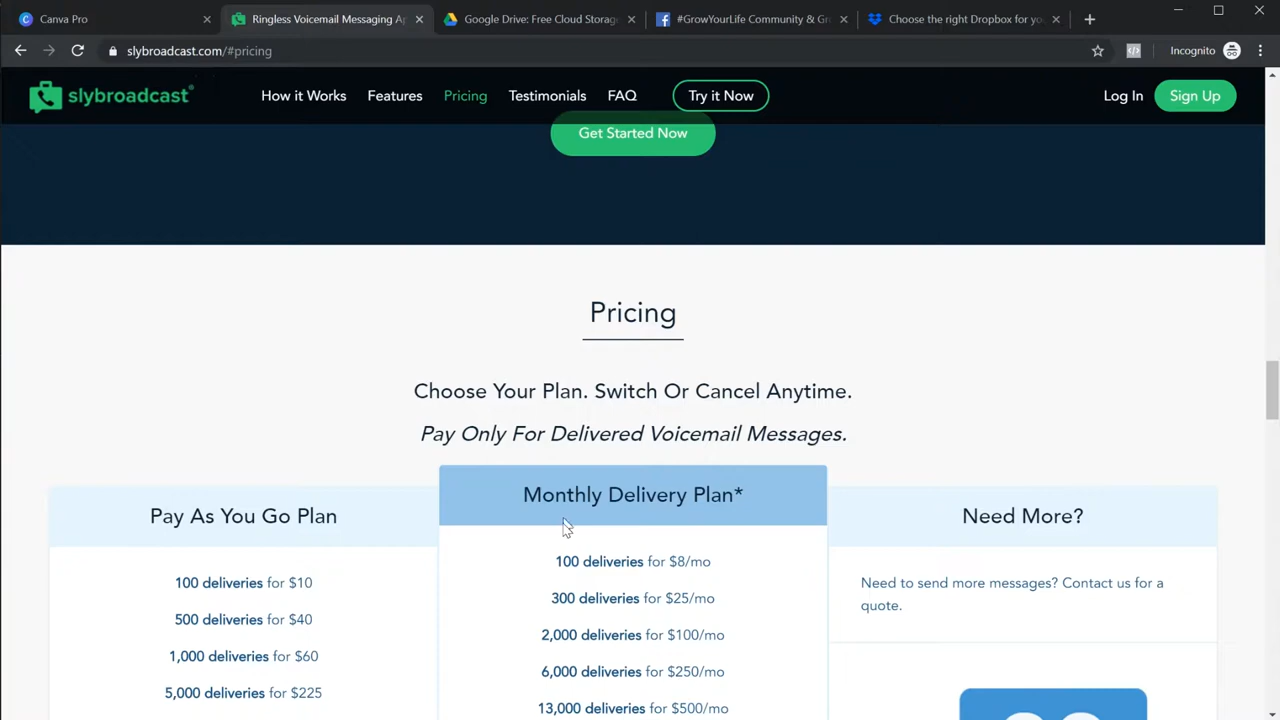 Canva Pro
Ringless Voicemail Messaging Ap
Google Drive: Free Cloud Storag
#GrowYourLife Community & Gr
Choose the right Dropbox for yo
slybroadcast.com/#pricing
Incognito
slybroadcast
How it Works
Features
Pricing
Testimonials
FAQ
Try it Now
Log In
Sign Up
Get Started Now
Pricing
Choose Your Plan. Switch Or Cancel Anytime.
Pay Only For Delivered Voicemail Messages.
Pay As You Go Plan
100 deliveries for $10
500 deliveries for $40
1,000 deliveries for $60
5,000 deliveries for $225
Monthly Delivery Plan*
100 deliveries for $8/mo
300 deliveries for $25/mo
2,000 deliveries for $100/mo
6,000 deliveries for $250/mo
13,000 deliveries for $500/mo
Need More?
Need to send more messages? Contact us for a
quote.